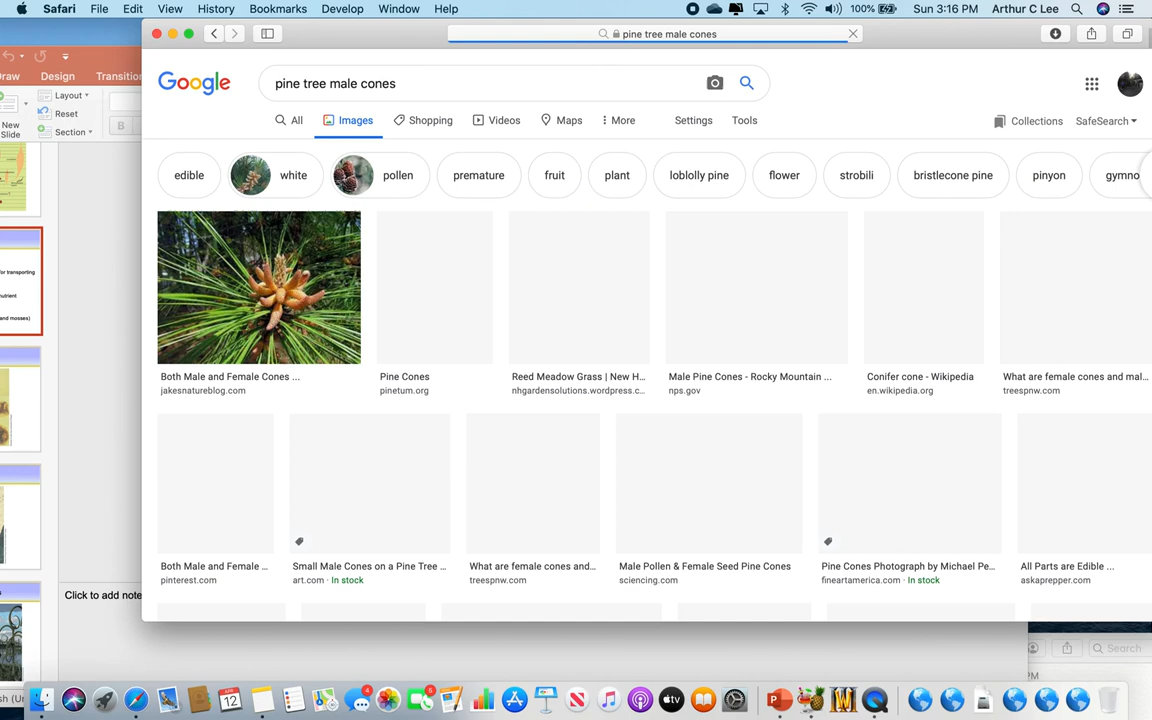 Safari File Edit View History Bookmarks Develop Window Help 100% Sun 3:16 PM Arthur C Lee
pine tree male cones
Draw Design Transition
Layout
Reset
Section
New
Slide
B
Google pine tree male cones
All Images Shopping Videos Maps More Settings Tools Collections SafeSearch
edible white pollen premature fruit plant loblolly pine flower strobili bristlecone pine pinyon gymno
for transporting
nutrient
and mosses)
Both Male and Female Cones ... Pine Cones Reed Meadow Grass | New H... Male Pine Cones - Rocky Mountain ... Conifer cone - Wikipedia What are female cones and mal...
jakesnatureblog.com pinetum.org nhgardensolutions.wordpress.c... nps.gov en.wikipedia.org treespnw.com
Both Male and Female ... Small Male Cones on a Pine Tree ... What are female cones and... Male Pollen & Female Seed Pine Cones Pine Cones Photograph by Michael Pe... All Parts are Edible ...
pinterest.com art.com · In stock treespnw.com sciencing.com fineartamerica.com · In stock askaprepper.com
Click to add note
Search
PM